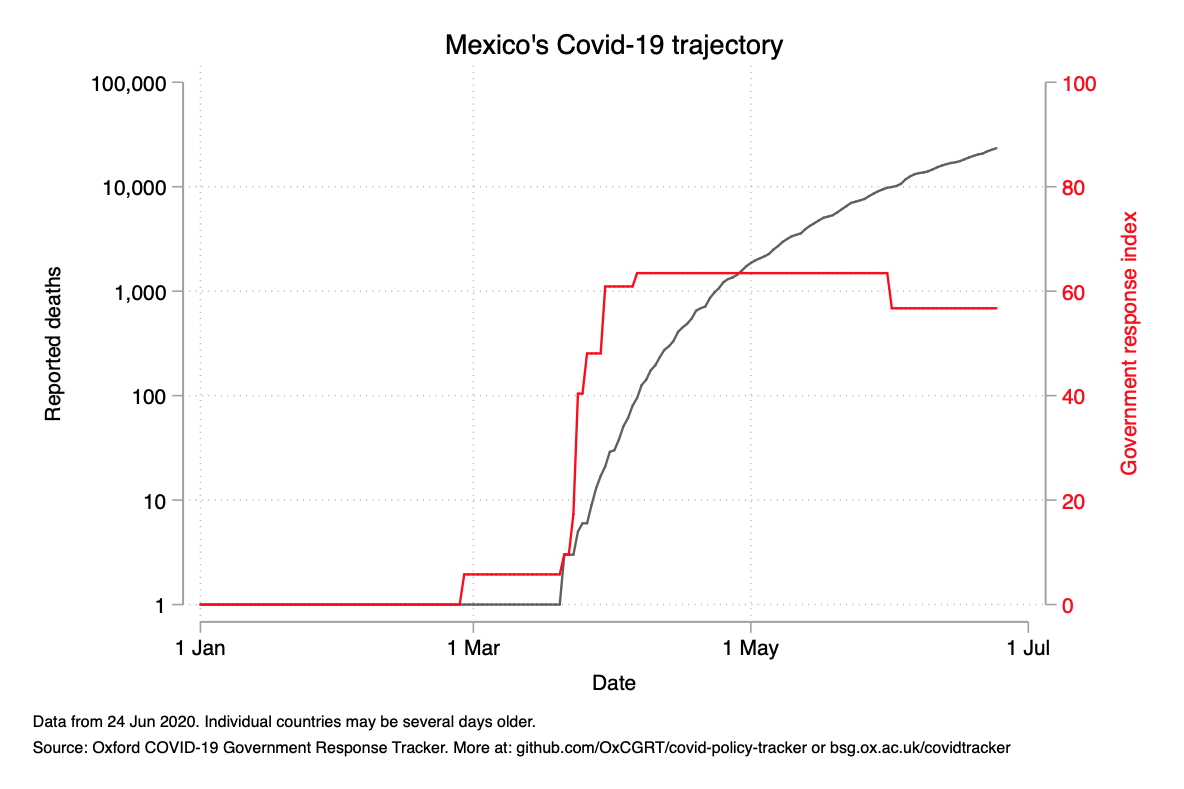 Mexico's Covid-19 trajectory
100,000
10,000
1,000
100
10
1
Reported deaths
100
80
60
40
20
0
Government response index
1 Jan
1 Mar
1 May
1 Jul
Date
Data from 24 Jun 2020. Individual countries may be several days older.
Source: Oxford COVID-19 Government Response Tracker. More at: github.com/OxCGRT/covid-policy-tracker or bsg.ox.ac.uk/covidtracker